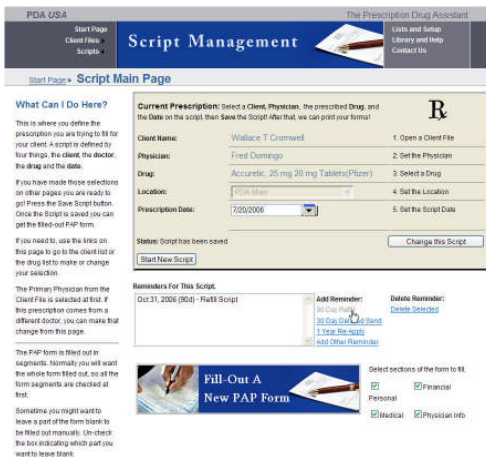 PDA USA
The Prescription Drug Assistant
Start Page
Client Files
Scripts
Script Management
Lists and Setup
Library and Help
Contact Us
Start Page » Script Main Page
What Can I Do Here?
This is where you define the
prescription you are trying to fill for
your client. A script is defined by
four things, the client, the doctor,
the drug and the date.
If you have made those selections
on other pages you are ready to
go! Press the Save Script button.
Once the Script is saved you can
get the filled-out PAP form.
If you need to, use the links on
this page to go to the client list or
the drug list to make or change
your selection.
The Primary Physician from the
Client File is selected at first. If
this prescription comes from a
different doctor, you can make that
change from this page.
The PAP form is filled out in
segments. Normally you will want
the whole form filled out, so all the
form segments are checked at
first.
Sometime you might want to
leave a part of the form blank to
be filled out manually. Un-check
the box indicating which part you
want to leave blank.
Current Prescription: Select a Client, Physician, the prescribed Drug, and
the Date on the script, then Save the Script! After that, we can print your forms!
Rx
Client Name: Wallace T Cromwell 1. Open a Client File
Physician: Fred Domingo 2. Set the Physician
Drug: Accuretic, 25 mg 20 mg Tablets(Pfizer) 3. Select a Drug
Location: PDA Main 4. Set the Location
Prescription Date: 7/20/2006 5. Set the Script Date
Status: Script has been saved
Change this Script
Start New Script
Reminders For This Script.
Oct 31, 2006 (90d) - Refill Script
Add Reminder:
90 Day Refill
30 Day Delayed Send
1 Year Re-Apply
Add Other Reminder
Delete Reminder:
Delete Selected
Fill-Out A
New PAP Form
Select sections of the form to fill.
Personal
Financial
Medical
Physician Info